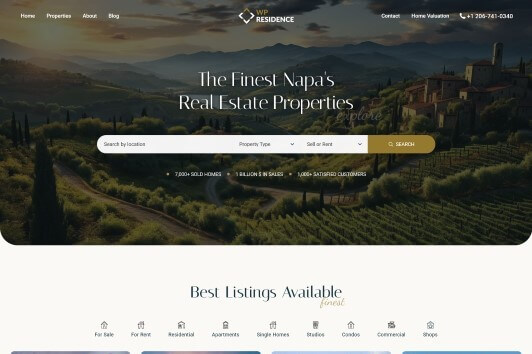 Home Properties About Blog
WP
RESIDENCE
Contact Home Valuation +1 206-741-0340
The Finest Napa's
Real Estate Properties
explore
Search by location Property Type Sell or Rent SEARCH
7,000+ SOLD HOMES 1 BILLION $ IN SALES 1,000+ SATISFIED CUSTOMERS
Best Listings Available
finest
For Sale For Rent Residential Apartments Single Homes Studios Condos Commercial Shops